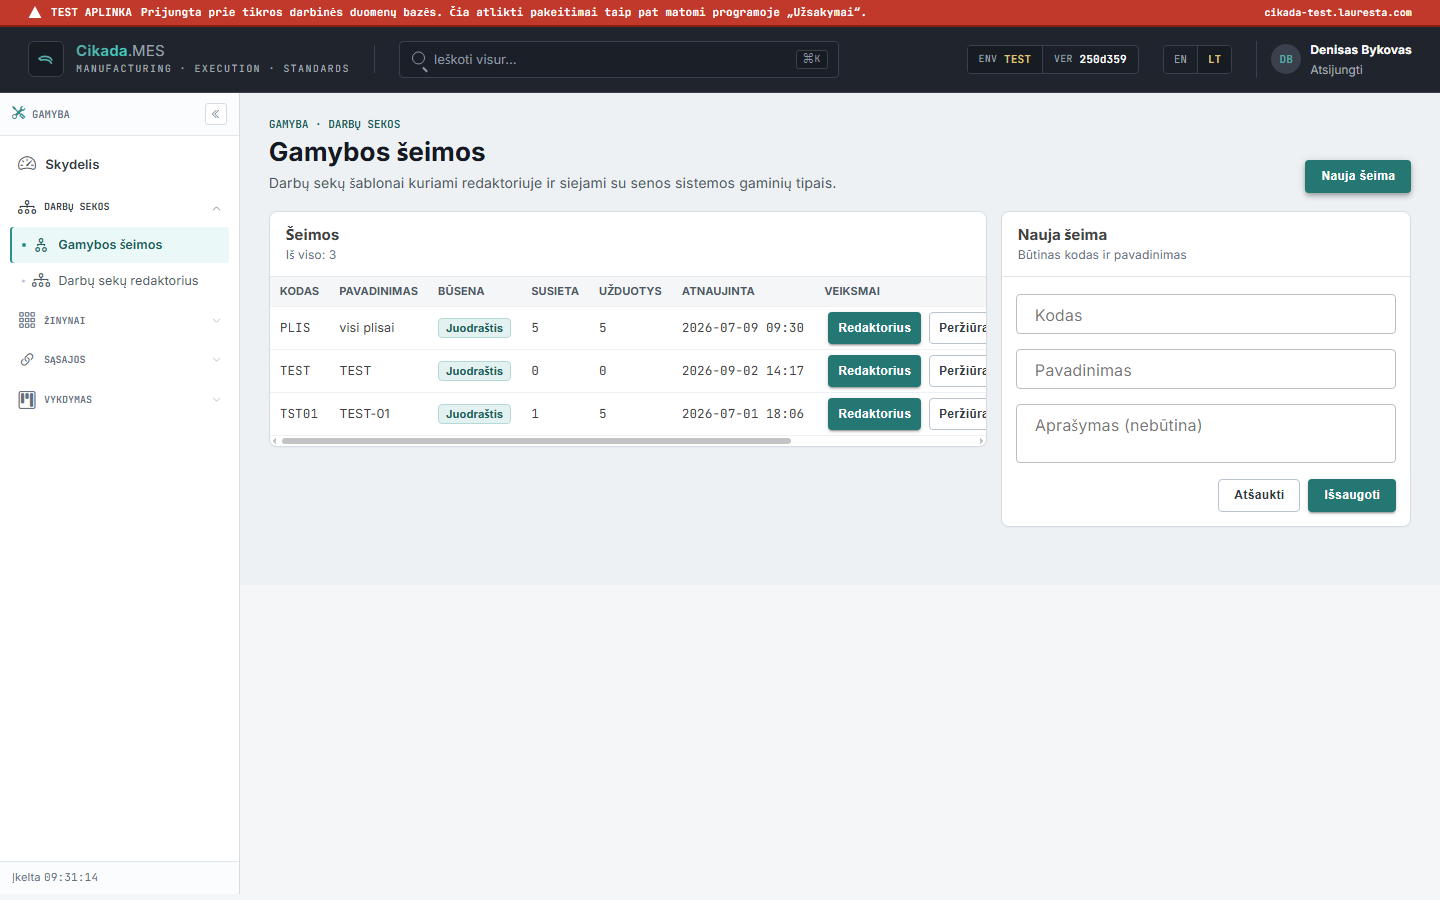 TEST APLINKA Prijungta prie tikros darbinės duomenų bazės. Čia atlikti pakeitimai taip pat matomi programoje „Užsakymai“.
cikada-test.lauresta.com
Cikada.MES
MANUFACTURING · EXECUTION · STANDARDS
Ieškoti visur...
⌘K
ENV TEST
VER 250d359
EN LT
DB
Denisas Bykovas
Atsijungti
GAMYBA
Skydelis
DARBŲ SEKOS
Gamybos šeimos
Darbų sekų redaktorius
ŽINYNAI
SĄSAJOS
VYKDYMAS
Įkelta 09:31:14
GAMYBA · DARBŲ SEKOS
Gamybos šeimos
Darbų sekų šablonai kuriami redaktoriuje ir siejami su senos sistemos gaminių tipais.
Nauja šeima
Šeimos
Iš viso: 3
KODAS PAVADINIMAS BŪSENA SUSIETA UŽDUOTYS ATNAUJINTA VEIKSMAI
PLIS visi plisai Juodraštis 5 5 2026-07-09 09:30 Redaktorius Peržiūra
TEST TEST Juodraštis 0 0 2026-09-02 14:17 Redaktorius Peržiūra
TST01 TEST-01 Juodraštis 1 5 2026-07-01 18:06 Redaktorius Peržiūra
Nauja šeima
Būtinas kodas ir pavadinimas
Kodas
Pavadinimas
Aprašymas (nebūtina)
Atšaukti
Išsaugoti